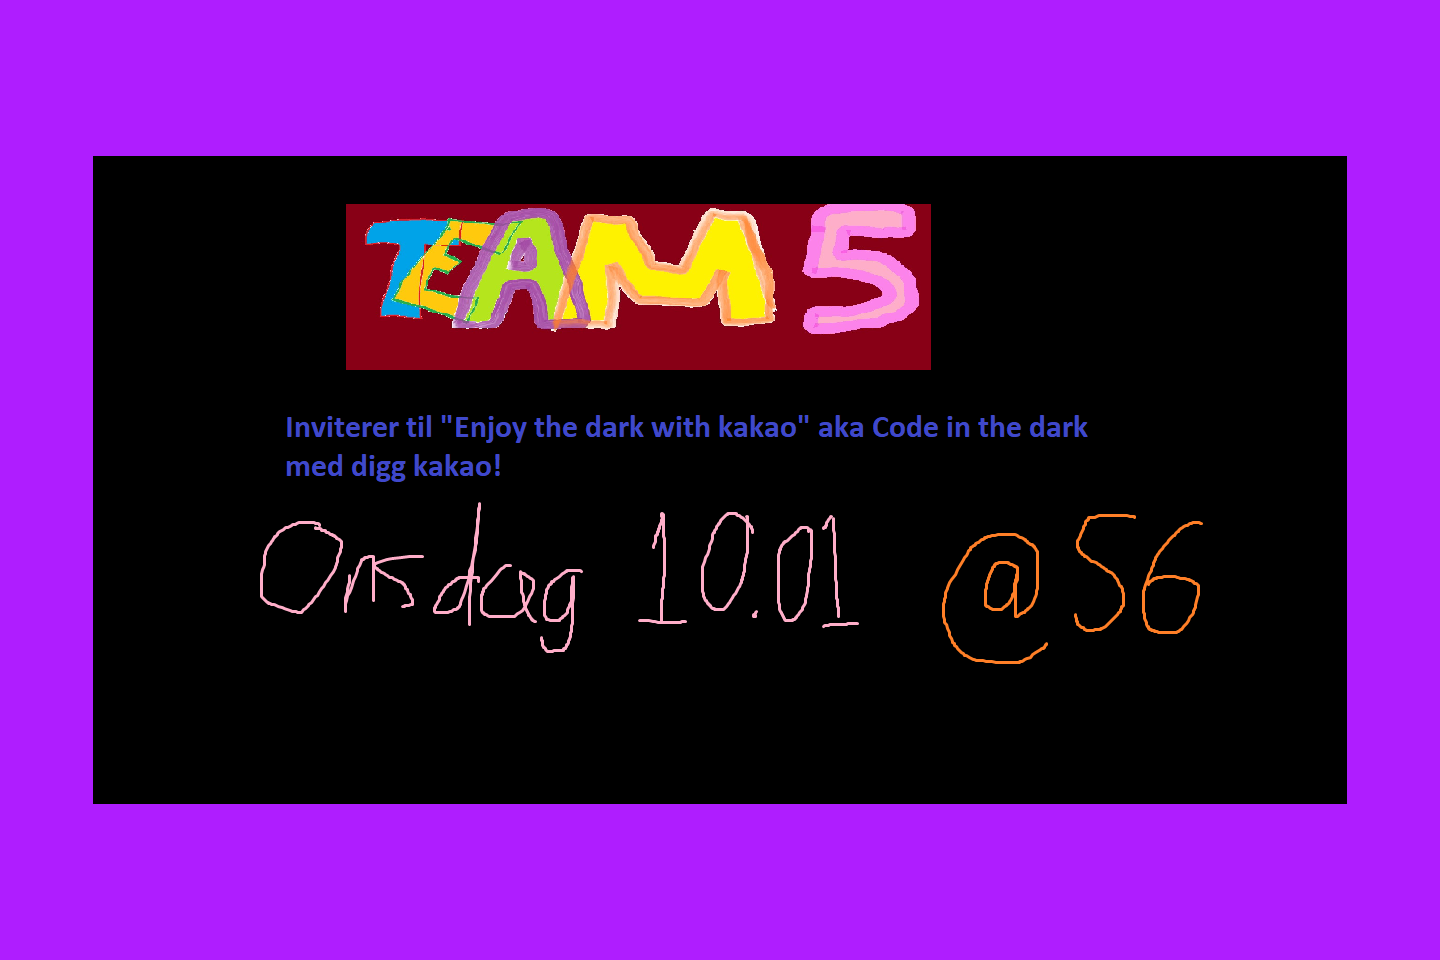 TEAM 5
Inviterer til "Enjoy the dark with kakao" aka Code in the dark
med digg kakao!
Onsdag 10.01 @56